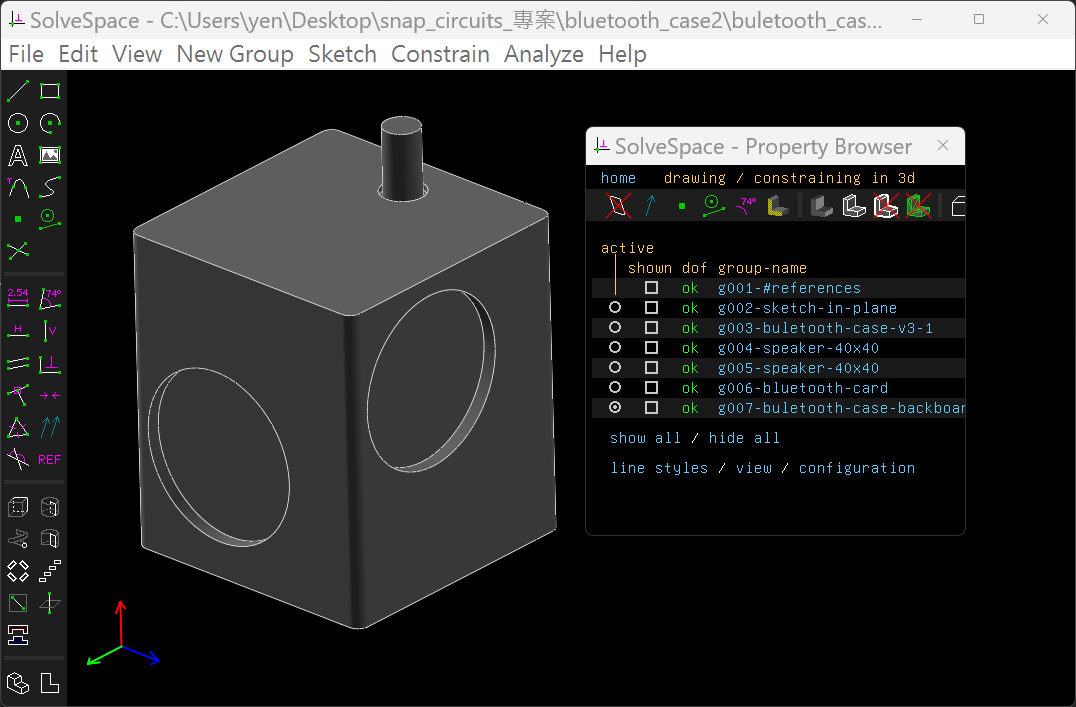 SolveSpace - C:\Users\yen\Desktop\snap_circuits_專案\bluetooth_case2\buletooth_cas...
File Edit View New Group Sketch Constrain Analyze Help
SolveSpace - Property Browser
home drawing / constraining in 3d
74°
active
shown dof group-name
ok g001-#references
ok g002-sketch-in-plane
ok g003-buletooth-case-v3-1
ok g004-speaker-40x40
ok g005-speaker-40x40
ok g006-bluetooth-card
ok g007-buletooth-case-backboar
show all / hide all
line styles / view / configuration
A
T
2.54 74°
H V
REF